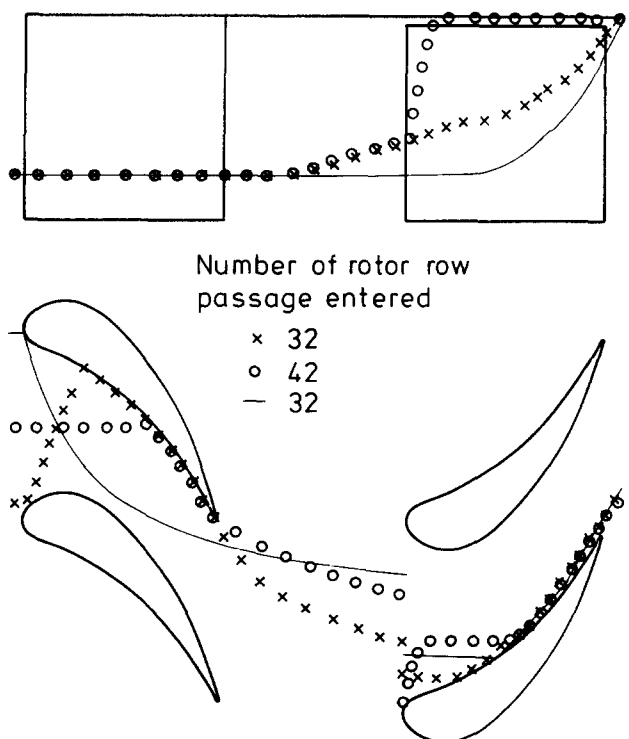 Number of rotor row
passage entered
× 32
o 42
— 32